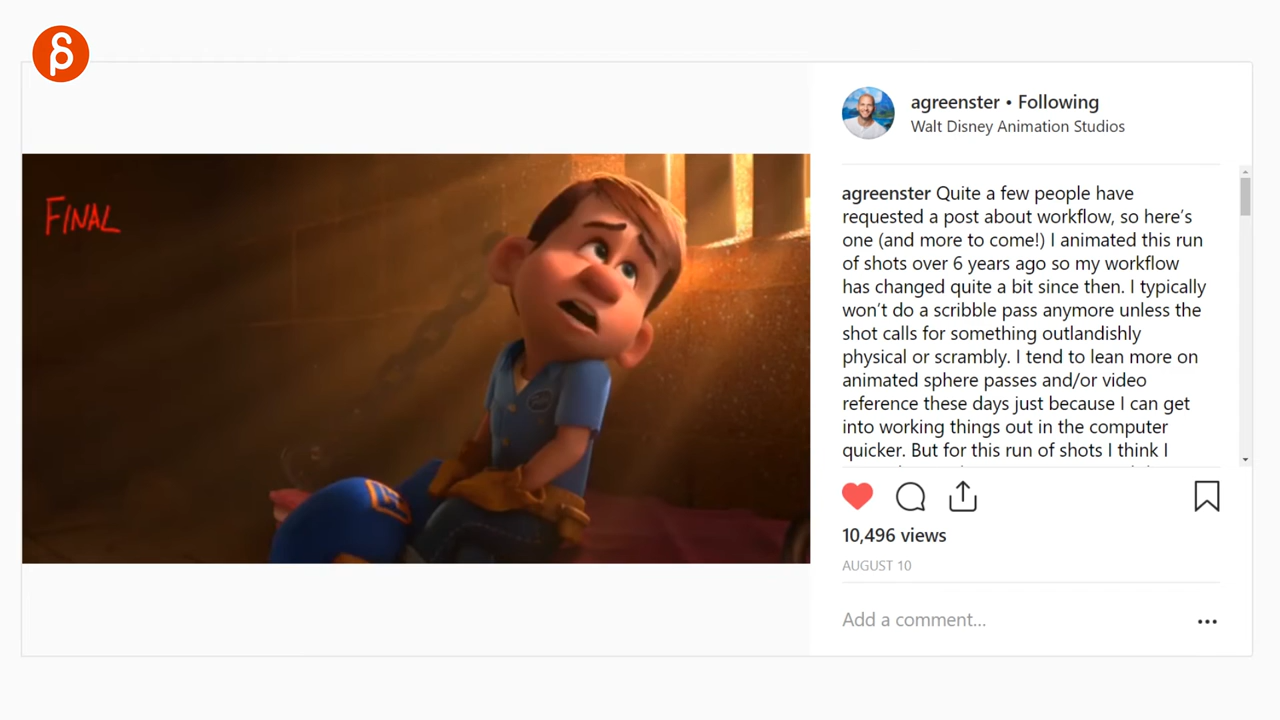 FINAL
agreenster • Following
Walt Disney Animation Studios
agreenster Quite a few people have
requested a post about workflow, so here's
one (and more to come!) I animated this run
of shots over 6 years ago so my workflow
has changed quite a bit since then. I typically
won't do a scribble pass anymore unless the
shot calls for something outlandishly
physical or scrambly. I tend to lean more on
animated sphere passes and/or video
reference these days just because I can get
into working things out in the computer
quicker. But for this run of shots I think I
10,496 views
AUGUST 10
Add a comment...